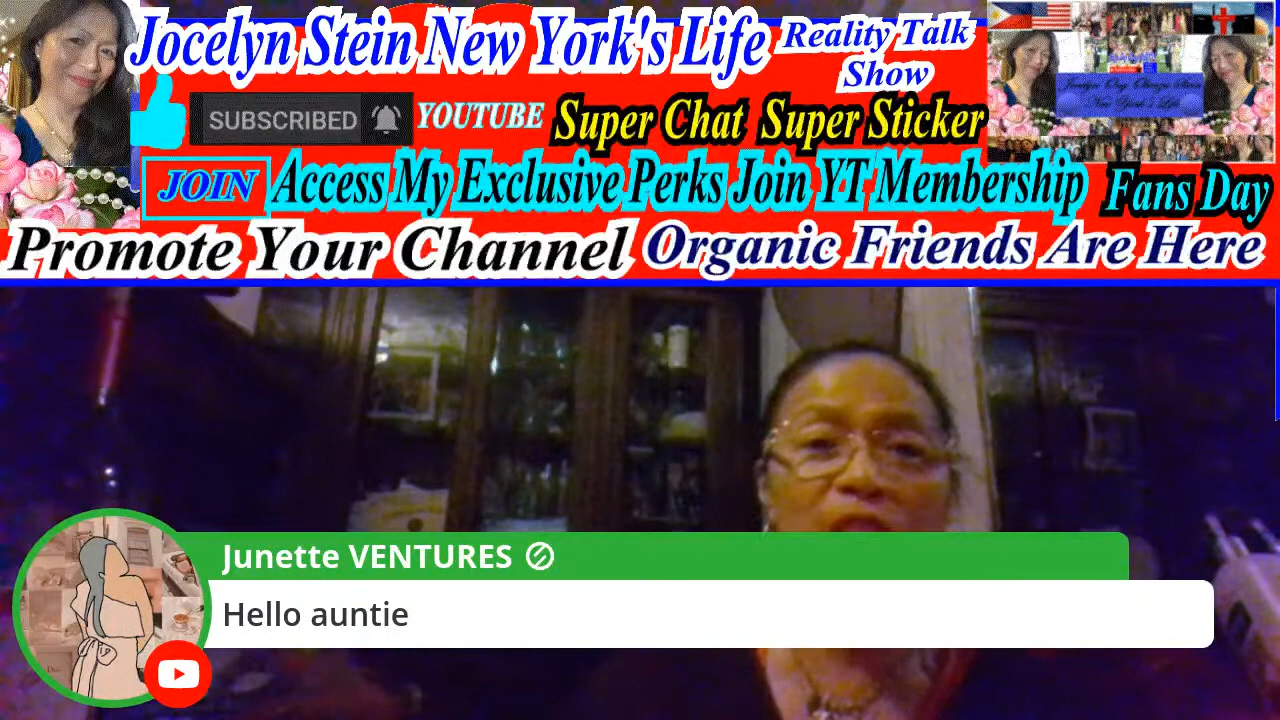 Jocelyn Stein New York's Life
Reality Talk
Show
SUBSCRIBED
YOUTUBE
Super Chat Super Sticker
JOIN
Access My Exclusive Perks Join YT Membership
Fans Day
Promote Your Channel
Organic Friends Are Here
Junette VENTURES
Hello auntie